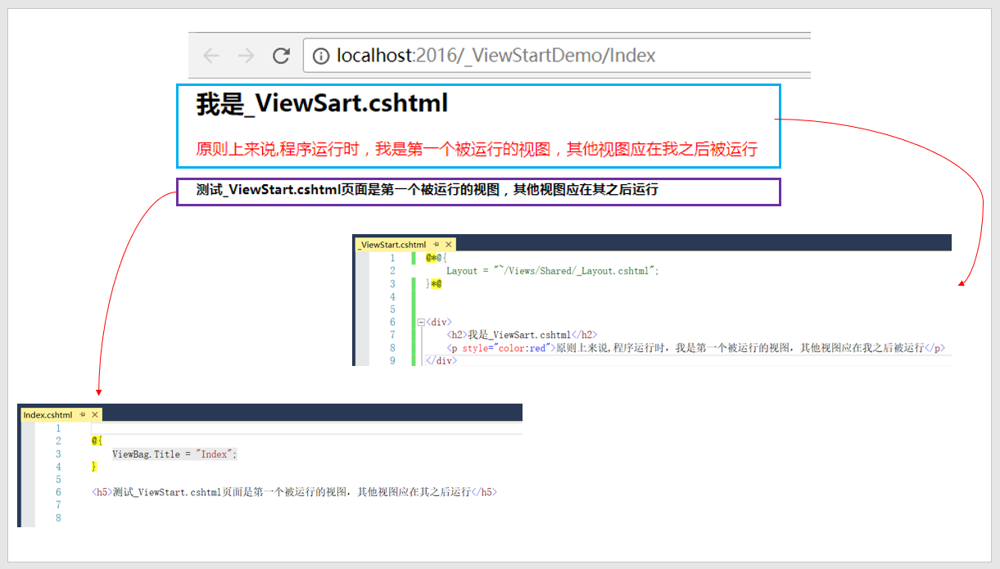 localhost:2016/_ViewStartDemo/Index
我是_ViewSart.cshtml
原则上来说,程序运行时，我是第一个被运行的视图，其他视图应在我之后被运行
测试_ViewStart.cshtml页面是第一个被运行的视图，其他视图应在其之后运行
_ViewStart.cshtml
1 @*@{
2 Layout = "~/Views/Shared/_Layout.cshtml";
3 }*@
4
5
6 <div>
7 <h2>我是_ViewSart.cshtml</h2>
8 <p style="color:red">原则上来说,程序运行时，我是第一个被运行的视图，其他视图应在我之后被运行</p>
9 </div>
Index.cshtml
1
2 @{
3 ViewBag.Title = "Index";
4 }
5
6 <h5>测试_ViewStart.cshtml页面是第一个被运行的视图，其他视图应在其之后运行</h5>
7
8